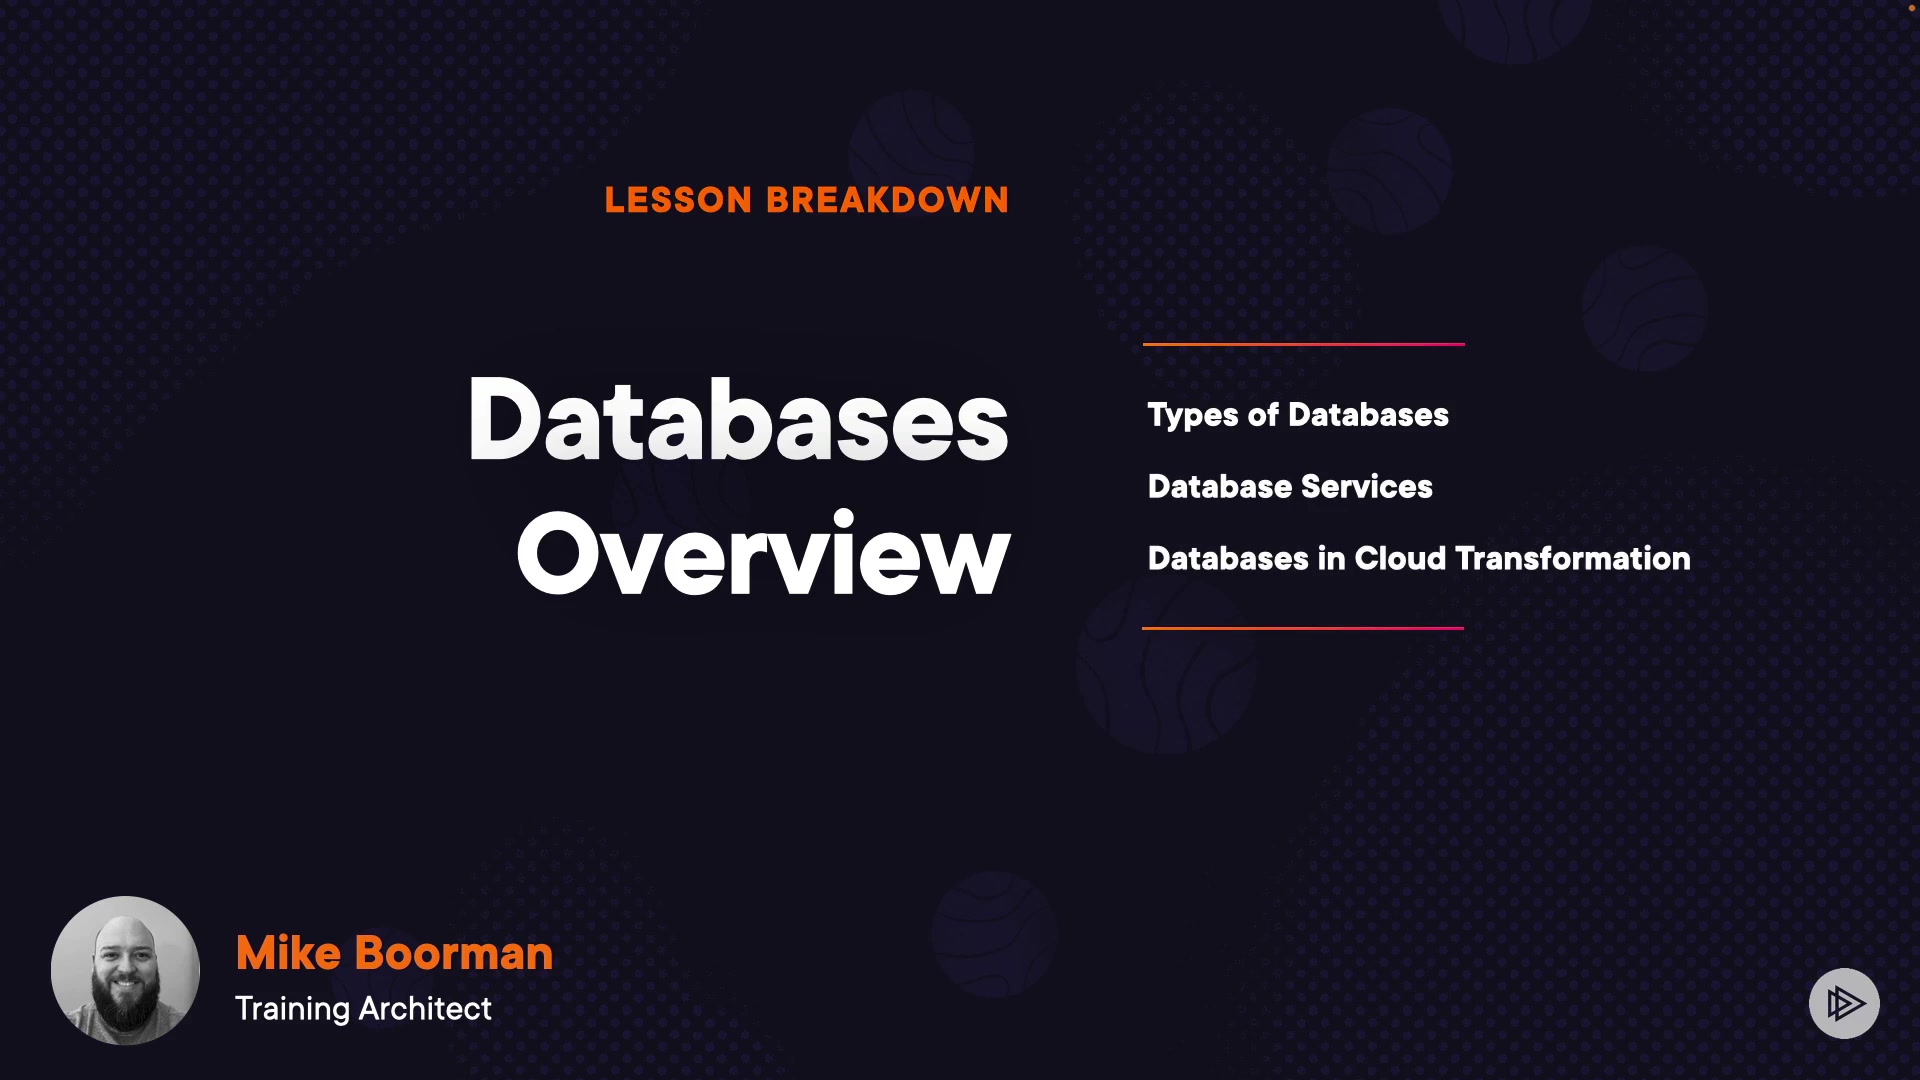 LESSON BREAKDOWN
Databases
Overview
Types of Databases
Database Services
Databases in Cloud Transformation
Mike Boorman
Training Architect